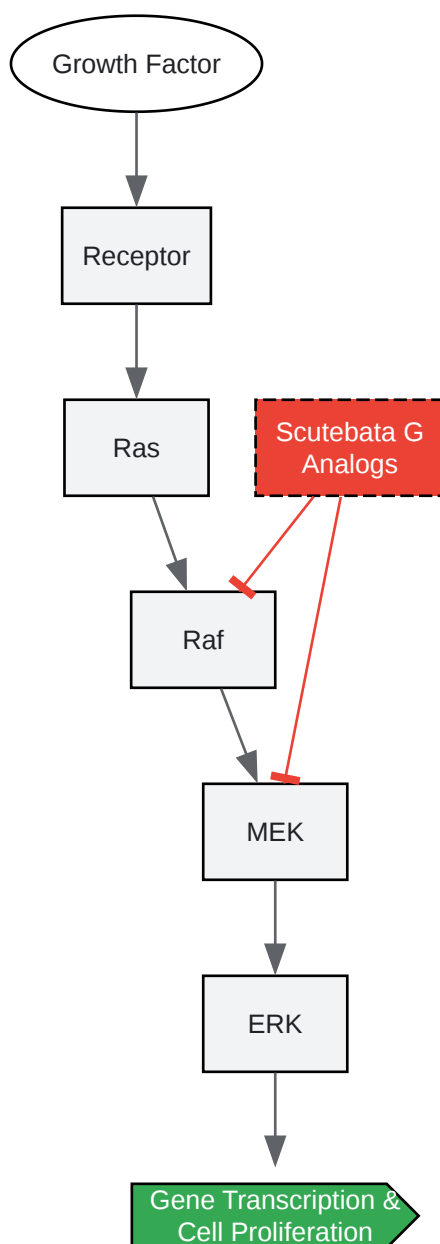 Growth Factor
Receptor
Ras
Scutebata G
Analogs
Raf
MEK
ERK
Gene Transcription &
Cell Proliferation